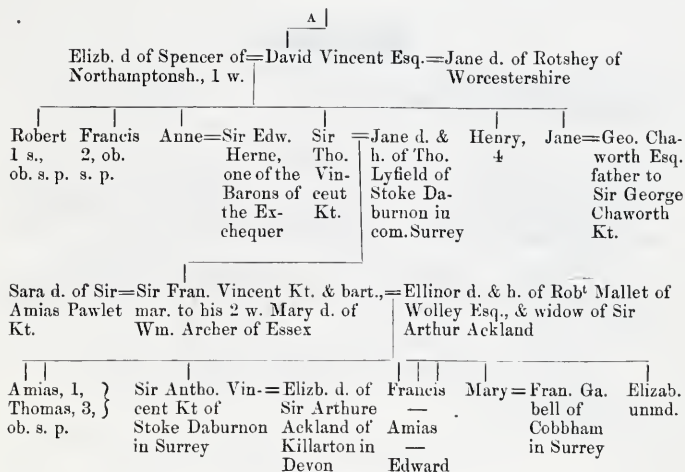 A
Elizb. d of Spencer of=David Vincent Esq.=Jane d. of Rotshey of
Northamptonsh., 1 w.
Worcestershire
Robert
1 s.,
ob. s. p.
Francis
2, ob.
s. p.
Anne=Sir Edw.
Herne,
one of the
Barons of
the Ex-
chequer
Sir
Tho.
Vin-
ceut
Kt.
=Jane d. &
h. of Tho.
Lyfield of
Stoke Da-
burnon in
com. Surrey
Henry,
4
Jane=Geo. Cha-
worth Esq.
father to
Sir George
Chaworth
Kt.
Sara d. of Sir=Sir Fran. Vincent Kt. & bart.,=Ellinor d. & h. of Robt Mallet of
Amias Pawlet
Kt.
mar. to his 2 w. Mary d. of
Wm. Archer of Essex
Wolley Esq., & widow of Sir
Arthur Ackland
Amias, 1,
Thomas, 3,
ob. s. p.
Sir Antho. Vin-=Elizb. d. of
cent Kt of
Stoke Daburnon
in Surrey
Sir Arthure
Ackland of
Killarton in
Devon
Francis
—
Amias
—
Edward
Mary=Fran. Ga.
bell of
Cobbham
in Surrey
Elizab.
unmd.